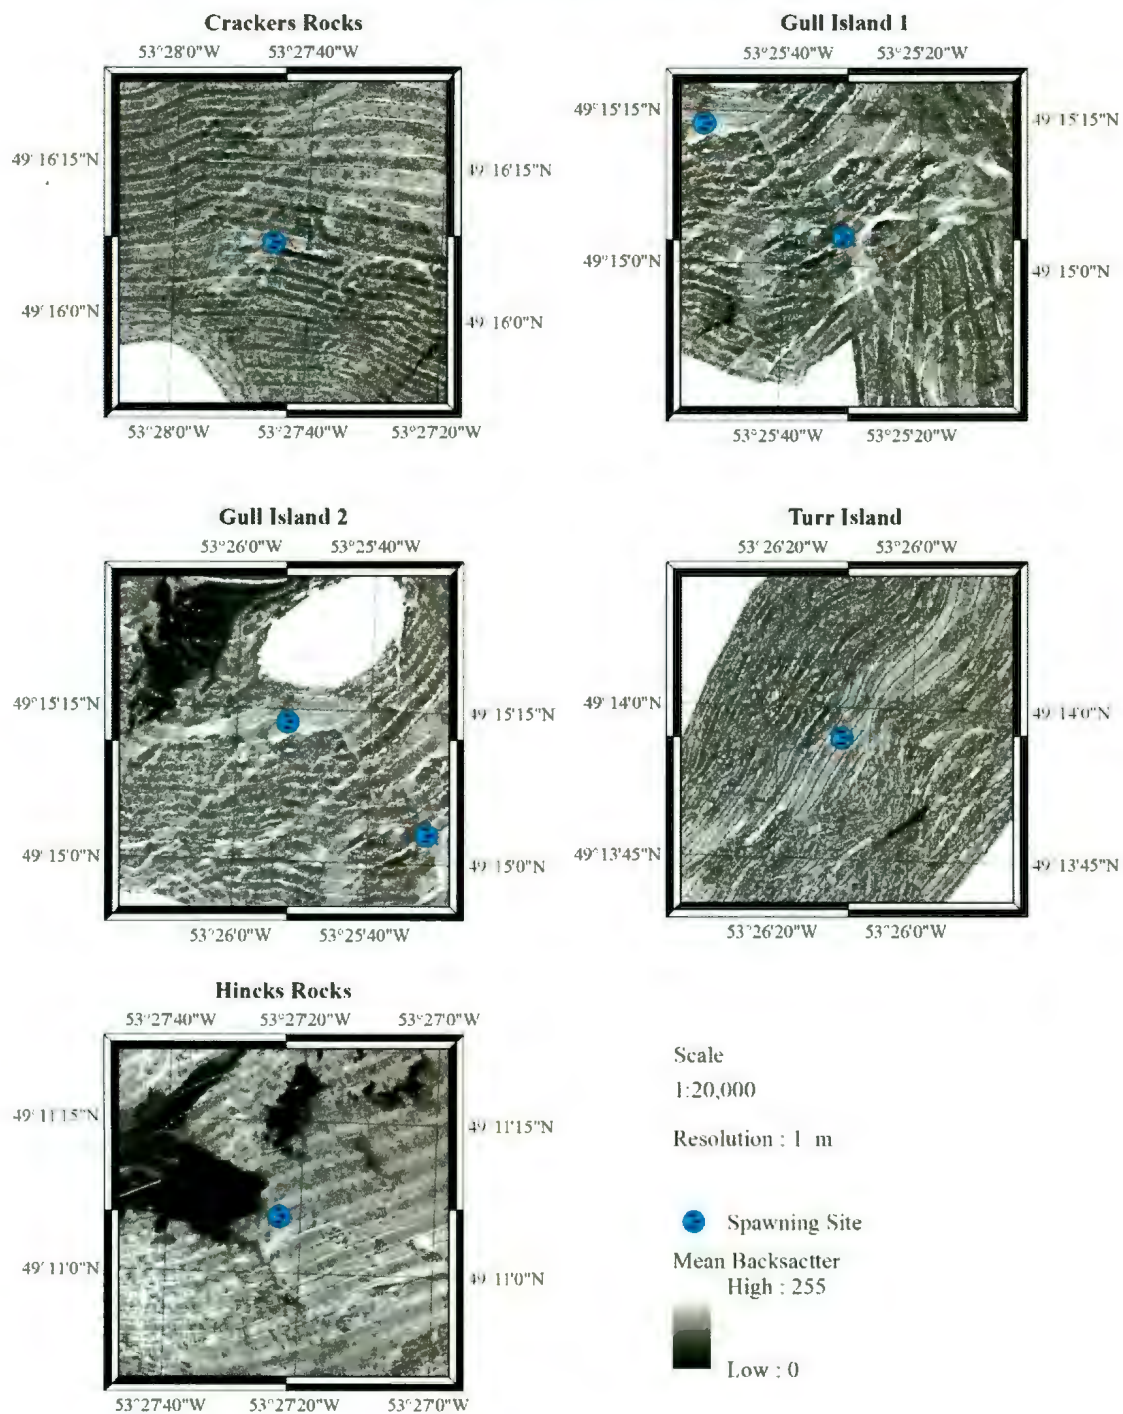 Crackers Rocks
53°28'0"W 53°27'40"W
49°16'15"N 49°16'15"N
49°16'0"N 49°16'0"N
53°28'0"W 53°27'40"W 53°27'20"W
Gull Island 1
53°25'40"W 53°25'20"W
49°15'15"N 49°15'15"N
49°15'0"N 49°15'0"N
53°25'40"W 53°25'20"W
Gull Island 2
53°26'0"W 53°25'40"W
49°15'15"N 49°15'15"N
49°15'0"N 49°15'0"N
53°26'0"W 53°25'40"W
Turr Island
53°26'20"W 53°26'0"W
49°14'0"N 49°14'0"N
49°13'45"N 49°13'45"N
53°26'20"W 53°26'0"W
Hincks Rocks
53°27'40"W 53°27'20"W 53°27'0"W
49°11'15"N 49°11'15"N
49°11'0"N 49°11'0"N
53°27'40"W 53°27'20"W 53°27'0"W
Scale
1:20,000
Resolution : 1 m
Spawning Site
Mean Backsactter
High : 255
Low : 0